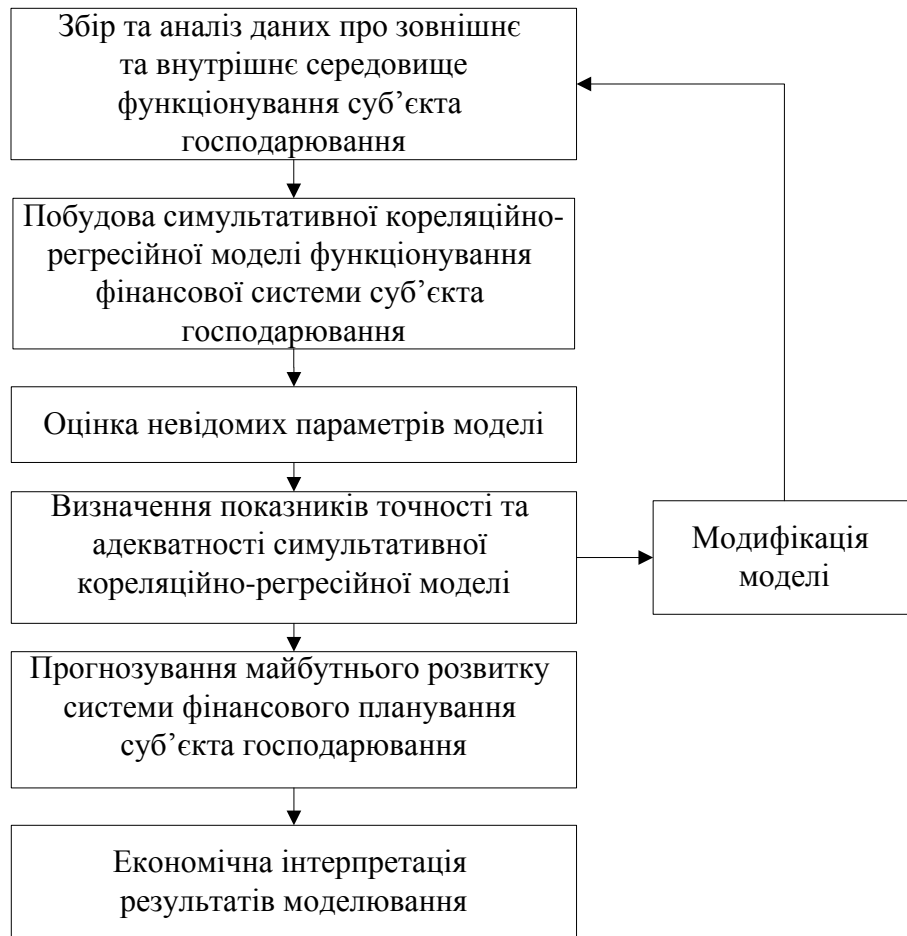 Збір та аналіз даних про зовнішнє
та внутрішнє середовище
функціонування суб’єкта
господарювання
Побудова симультативної кореляційно-
регресійної моделі функціонування
фінансової системи суб’єкта
господарювання
Оцінка невідомих параметрів моделі
Визначення показників точності та
адекватності симультативної
кореляційно-регресійної моделі
Модифікація
моделі
Прогнозування майбутнього розвитку
системи фінансового планування
суб’єкта господарювання
Економічна інтерпретація
результатів моделювання